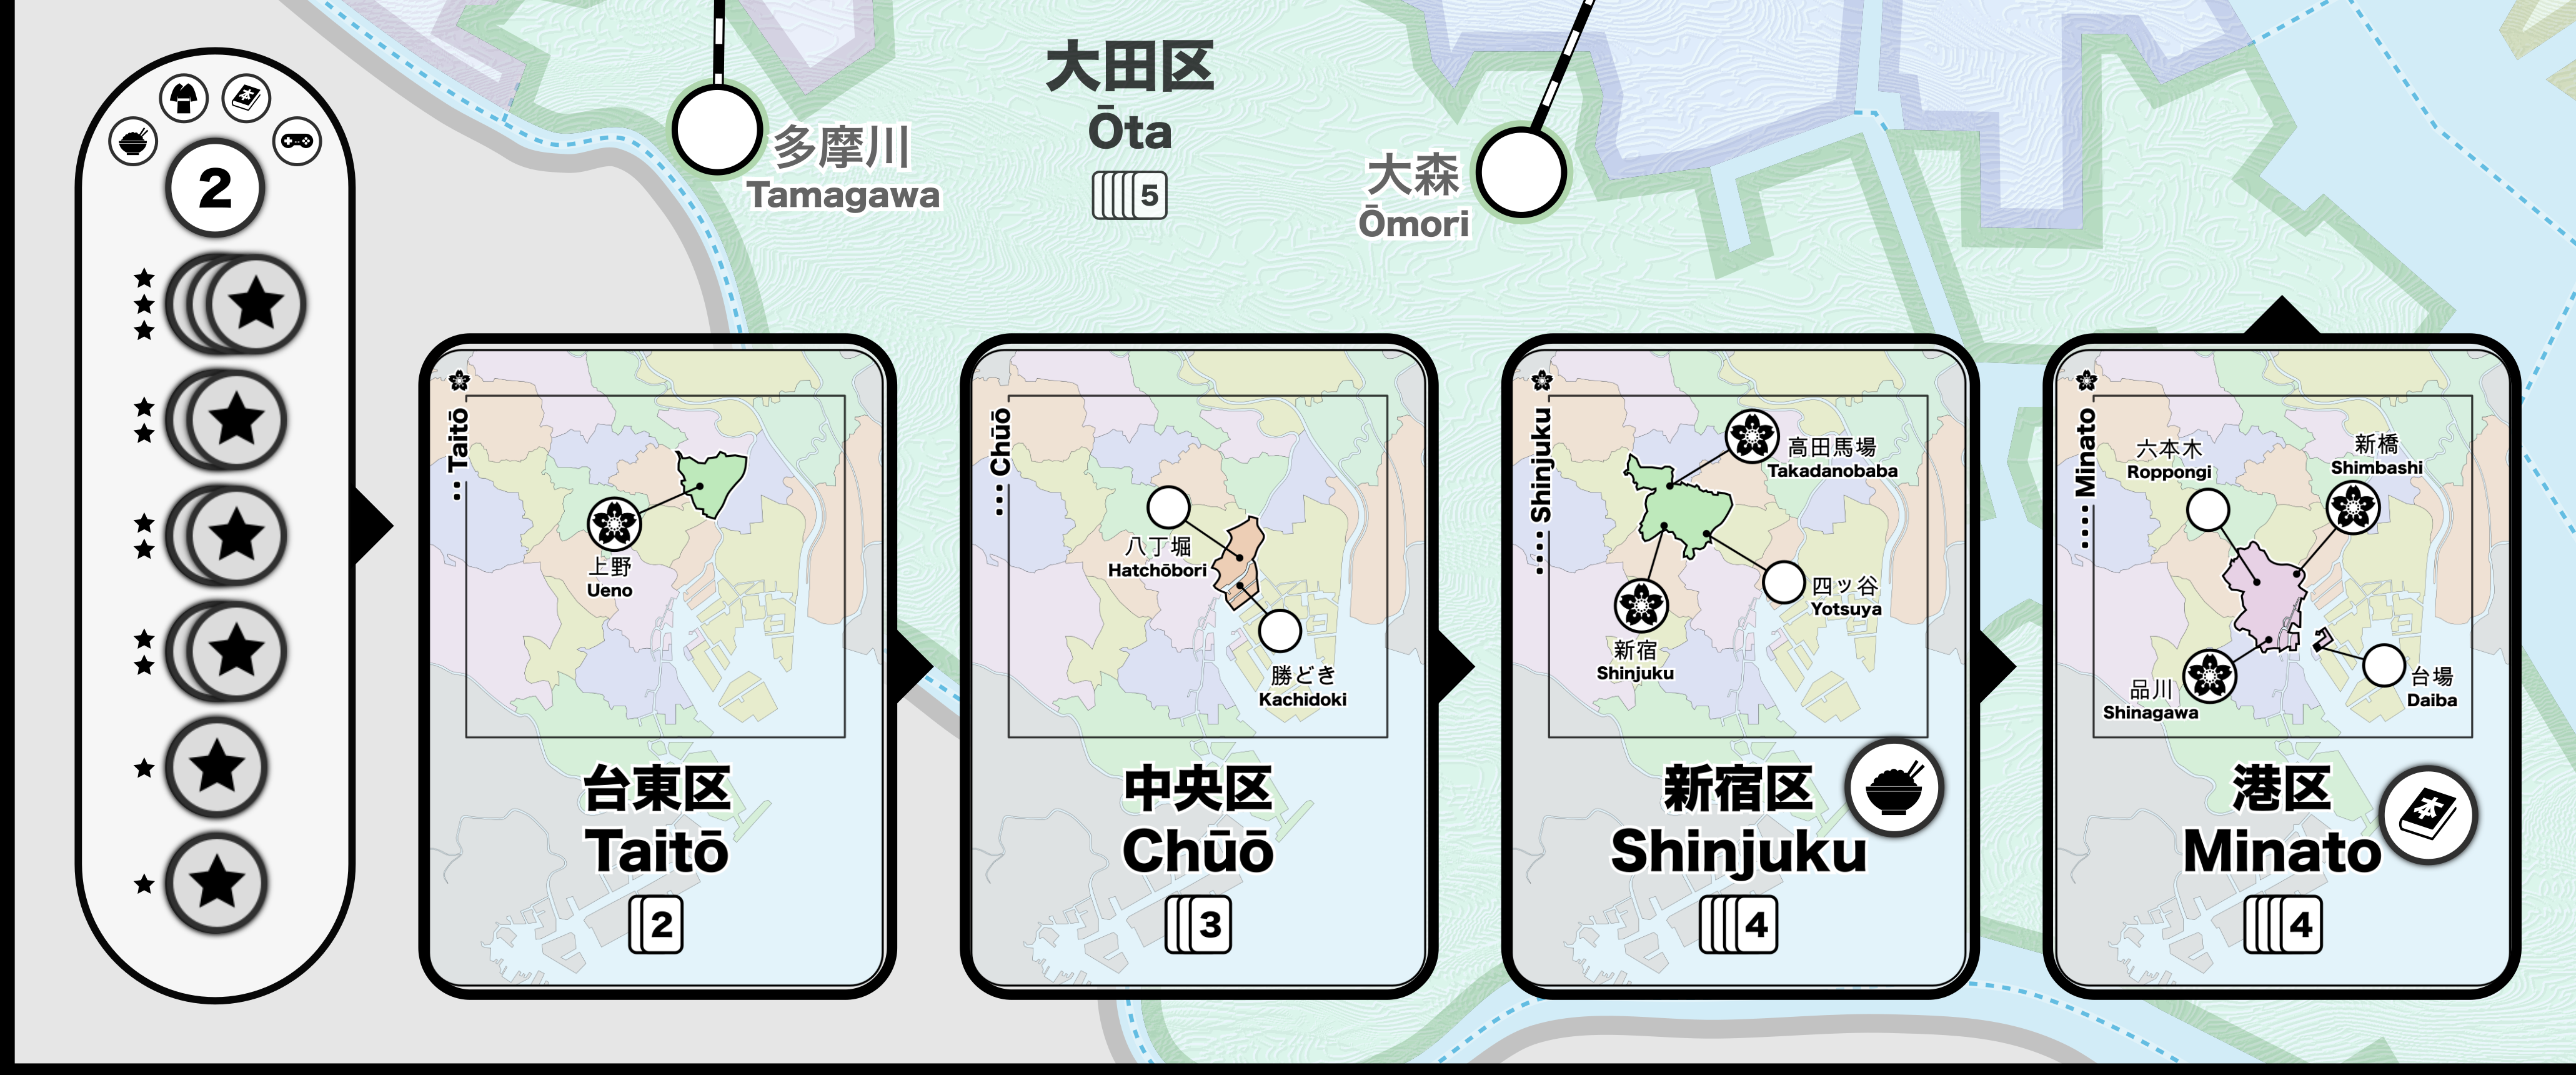 大田区
Ōta
5
多摩川
Tamagawa
大森
Ōmori
本
2
Taitō
上野
Ueno
台東区
Taitō
2
Chūō
八丁堀
Hatchōbori
勝どき
Kachidoki
中央区
Chūō
3
Shinjuku
高田馬場
Takadanobaba
四ッ谷
Yotsuya
新宿
Shinjuku
新宿区
Shinjuku
4
Minato
六本木
Roppongi
新橋
Shimbashi
品川
Shinagawa
台場
Daiba
港区
Minato
本
4